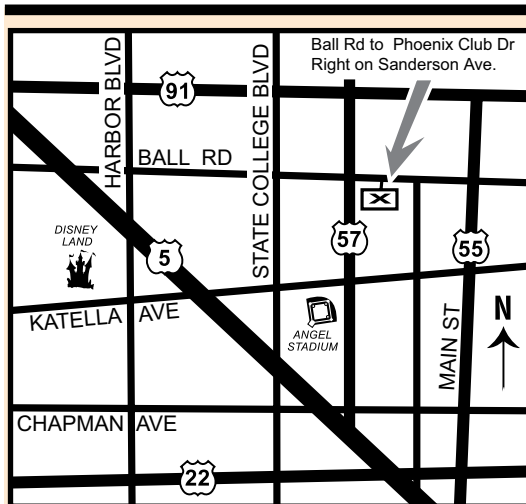 Ball Rd to Phoenix Club Dr
Right on Sanderson Ave.
HARBOR BLVD
STATE COLLEGE BLVD
91
BALL RD
DISNEY
LAND
5
57
55
KATELLA AVE
ANGEL
STADIUM
MAIN ST
N
CHAPMAN AVE
22